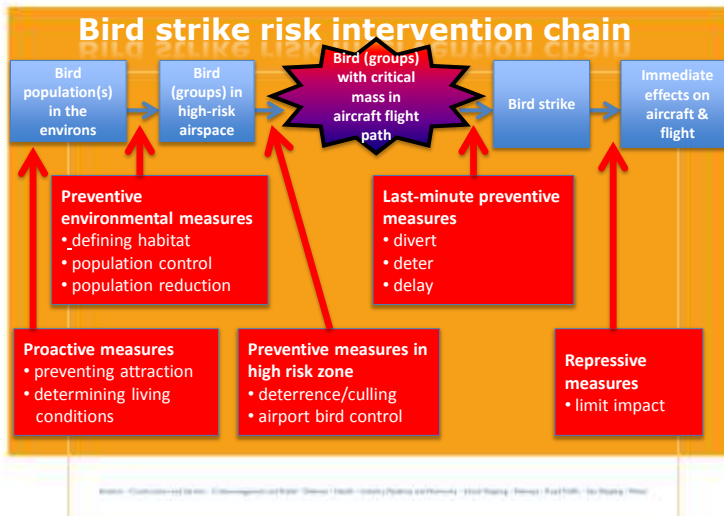 Bird strike risk intervention chain
Bird
population(s)
in the
environs
Bird
(groups) in
high-risk
airspace
Bird (groups)
with critical
mass in
aircraft flight
path
Bird strike
Immediate
effects on
aircraft &
flight
Preventive
environmental measures
• defining habitat
• population control
• population reduction
Last-minute preventive
measures
• divert
• deter
• delay
Proactive measures
• preventing attraction
• determining living
conditions
Preventive measures in
high risk zone
• deterrence/culling
• airport bird control
Repressive
measures
• limit impact